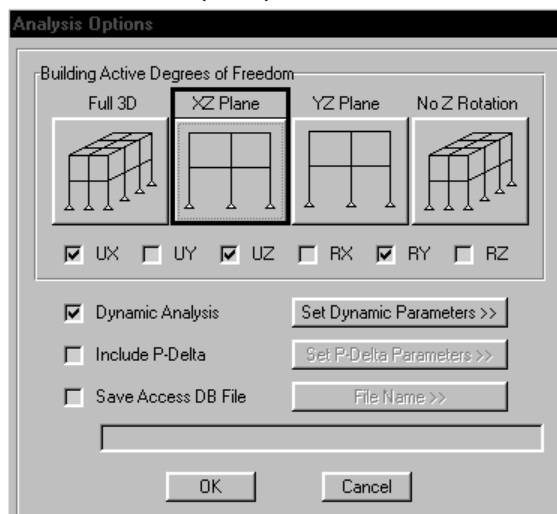 Analysis Options
Building Active Degrees of Freedom
Full 3D XZ Plane YZ Plane No Z Rotation
UX UY UZ RX RY RZ
Dynamic Analysis Set Dynamic Parameters >>
Include P-Delta Set P-Delta Parameters >>
Save Access DB File File Name >>
OK Cancel